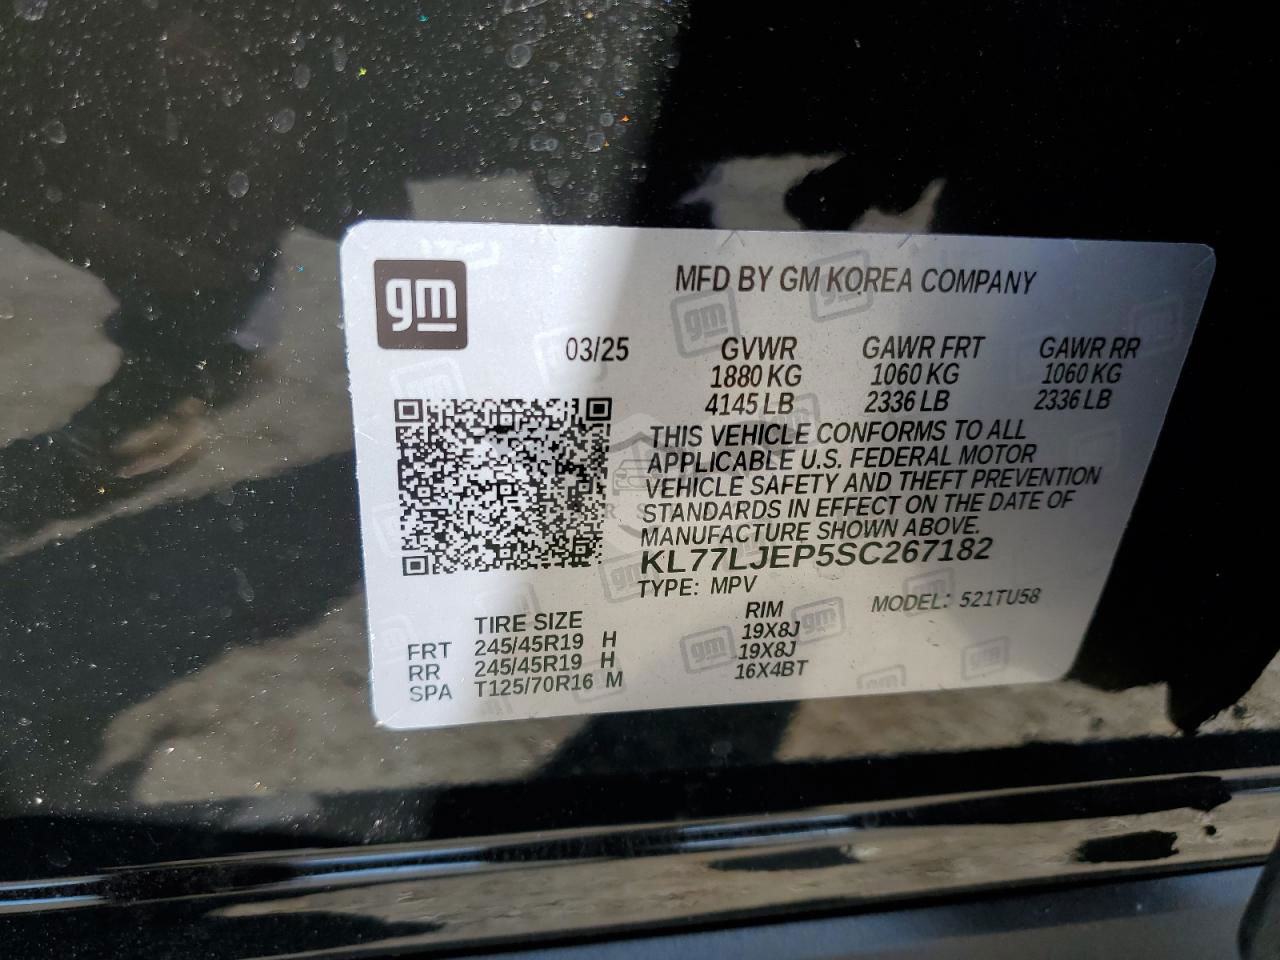 gm
MFD BY GM KOREA COMPANY
03/25 GVWR GAWR FRT GAWR RR
1880 KG 1060 KG 1060 KG
4145 LB 2336 LB 2336 LB
THIS VEHICLE CONFORMS TO ALL
APPLICABLE U.S. FEDERAL MOTOR
VEHICLE SAFETY AND THEFT PREVENTION
STANDARDS IN EFFECT ON THE DATE OF
MANUFACTURE SHOWN ABOVE.
KL77LJEP5SC267182
TYPE: MPV MODEL: 521TU58
TIRE SIZE RIM
FRT 245/45R19 H 19X8J
RR 245/45R19 H 19X8J
SPA T125/70R16 M 16X4BT